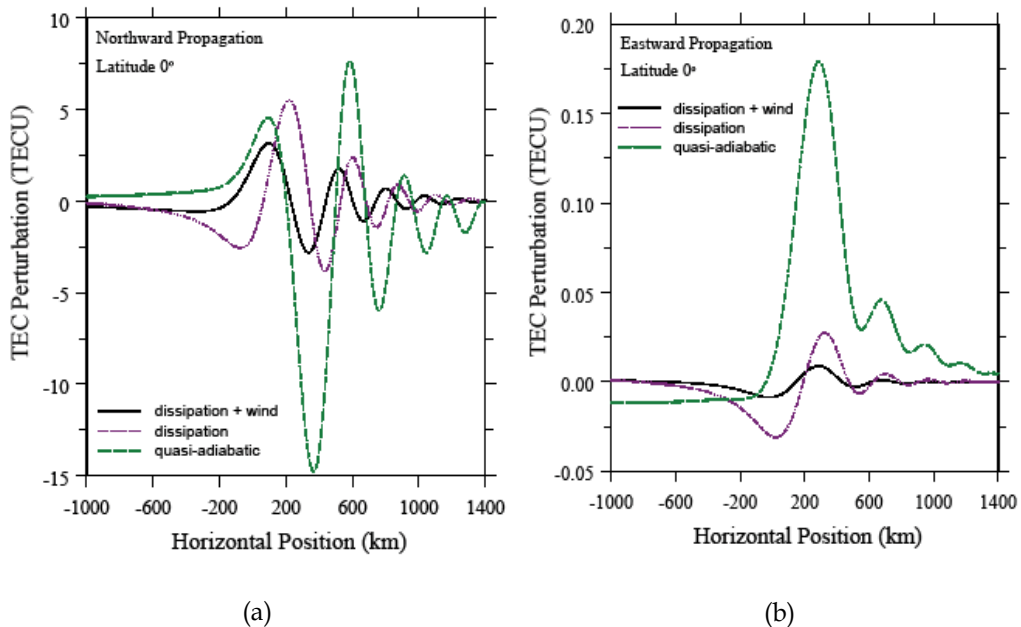 10
5
0
-5
-10
-15
TEC Perturbation (TECU)
Northward Propagation
Latitude 0º
dissipation + wind
dissipation
quasi-adiabatic
-1000 -600 -200 200 600 1000 1400
Horizontal Position (km)
(a)
0.20
0.15
0.10
0.05
0.00
-0.05
TEC Perturbation (TECU)
Eastward Propagation
Latitude 0º
dissipation + wind
dissipation
quasi-adiabatic
-1000 -600 -200 200 600 1000 1400
Horizontal Position (km)
(b)